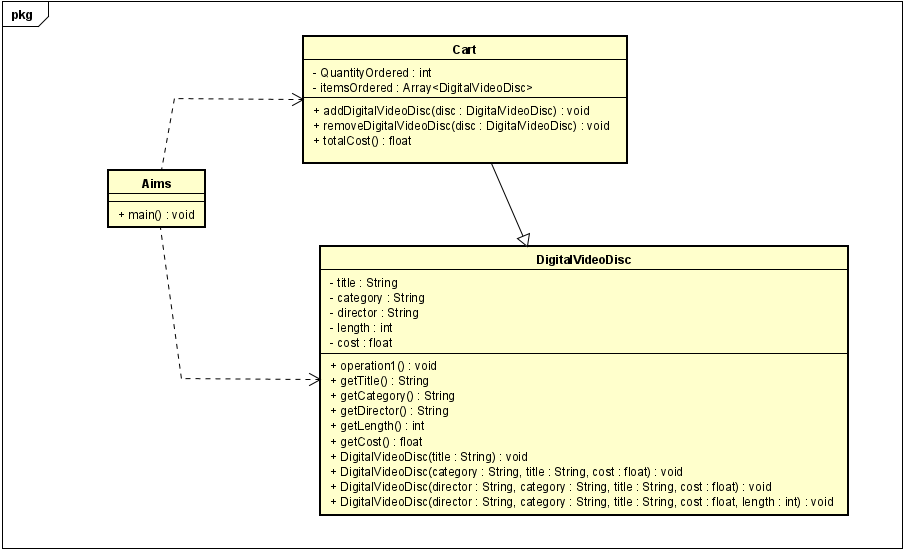 pkg
Cart
- QuantityOrdered : int
- itemsOrdered : Array<DigitalVideoDisc>
+ addDigitalVideoDisc(disc : DigitalVideoDisc) : void
+ removeDigitalVideoDisc(disc : DigitalVideoDisc) : void
+ totalCost() : float
Aims
+ main() : void
DigitalVideoDisc
- title : String
- category : String
- director : String
- length : int
- cost : float
+ operation1() : void
+ getTitle() : String
+ getCategory() : String
+ getDirector() : String
+ getLength() : int
+ getCost() : float
+ DigitalVideoDisc(title : String) : void
+ DigitalVideoDisc(category : String, title : String, cost : float) : void
+ DigitalVideoDisc(director : String, category : String, title : String, cost : float) : void
+ DigitalVideoDisc(director : String, category : String, title : String, cost : float, length : int) : void